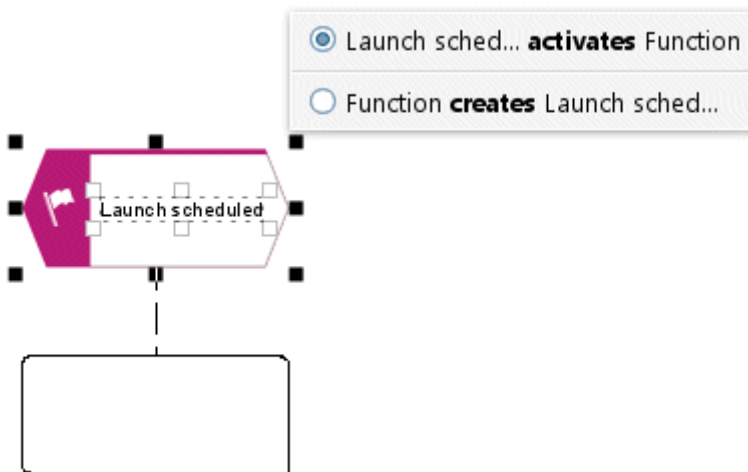 Launch sched... activates Function
Function creates Launch sched...
Launch scheduled